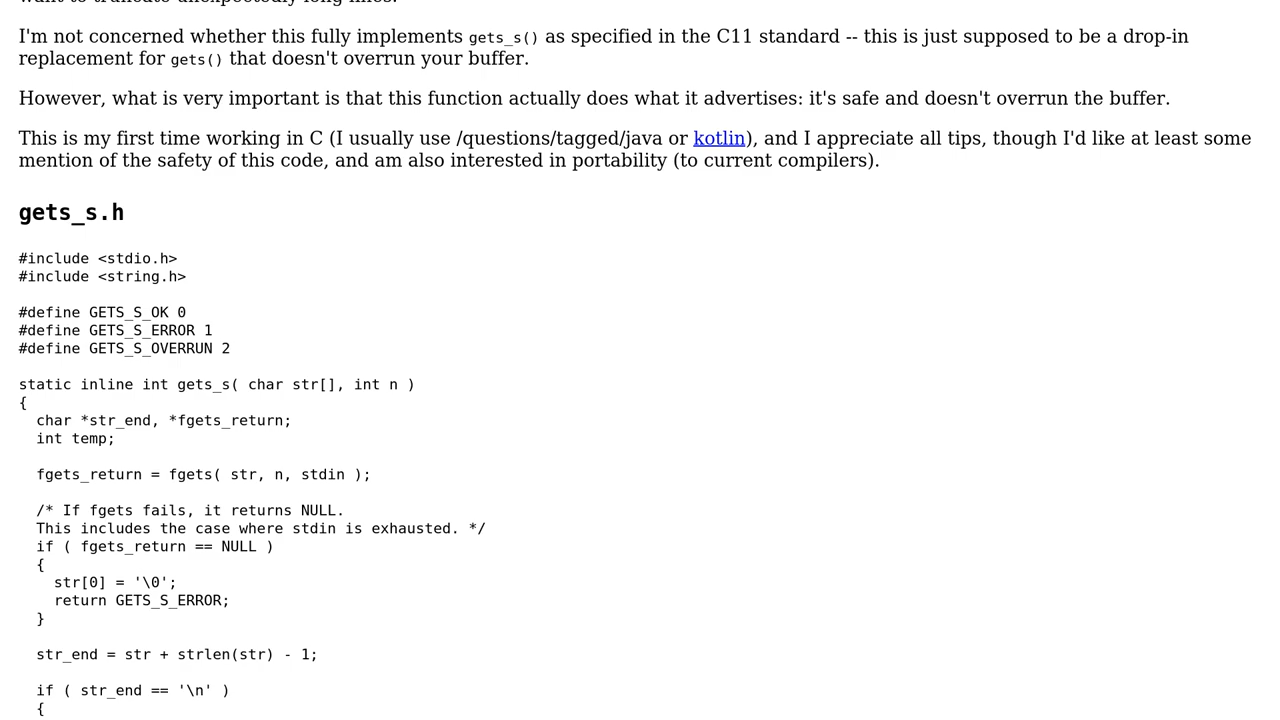 want to truncate unexpectedly long lines.
I'm not concerned whether this fully implements gets_s() as specified in the C11 standard -- this is just supposed to be a drop-in
replacement for gets() that doesn't overrun your buffer.
However, what is very important is that this function actually does what it advertises: it's safe and doesn't overrun the buffer.
This is my first time working in C (I usually use /questions/tagged/java or kotlin), and I appreciate all tips, though I'd like at least some
mention of the safety of this code, and am also interested in portability (to current compilers).
gets_s.h
#include <stdio.h>
#include <string.h>
#define GETS_S_OK 0
#define GETS_S_ERROR 1
#define GETS_S_OVERRUN 2
static inline int gets_s( char str[], int n )
{
  char *str_end, *fgets_return;
  int temp;
  fgets_return = fgets( str, n, stdin );
  /* If fgets fails, it returns NULL.
  This includes the case where stdin is exhausted. */
  if ( fgets_return == NULL )
  {
    str[0] = '\0';
    return GETS_S_ERROR;
  }
  str_end = str + strlen(str) - 1;
  if ( str_end == '\n' )
  {